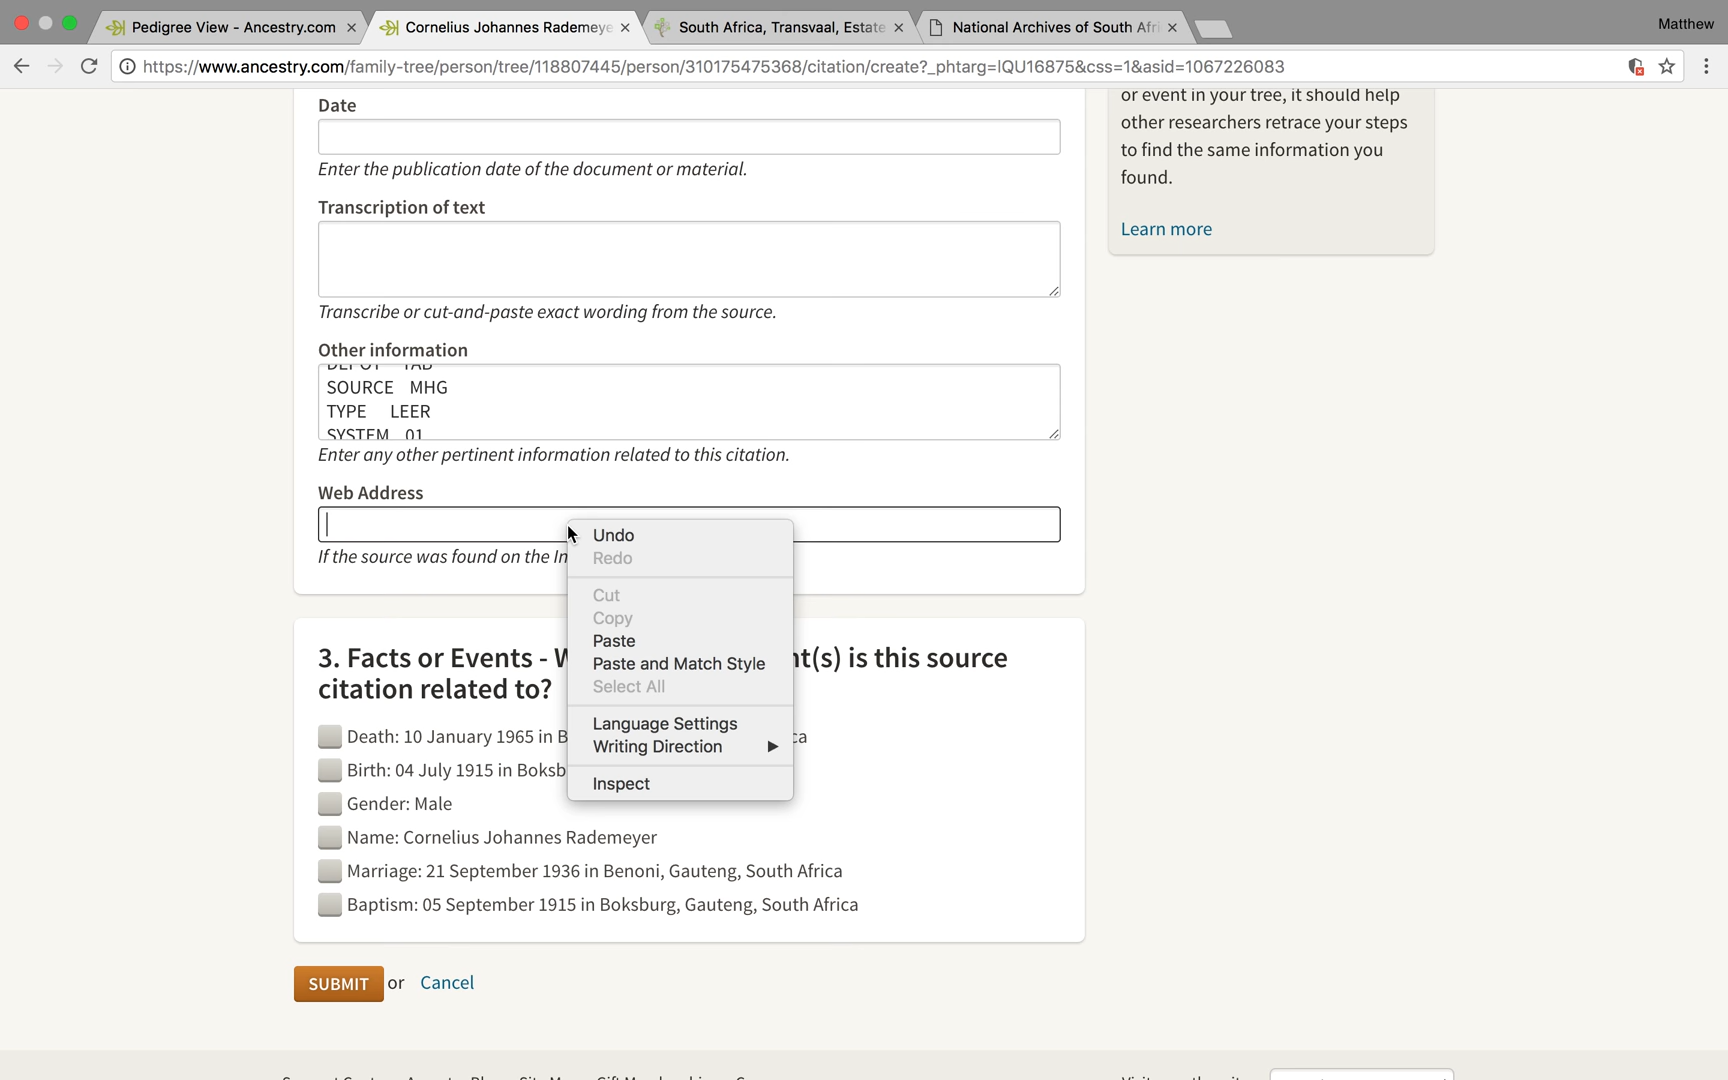 Pedigree View - Ancestry.com
Cornelius Johannes Rademeye
South Africa, Transvaal, Estate
National Archives of South Afri
Matthew
https://www.ancestry.com/family-tree/person/tree/118807445/person/310175475368/citation/create?_phtarg=lQU16875&css=1&asid=1067226083
Date
Enter the publication date of the document or material.
Transcription of text
Transcribe or cut-and-paste exact wording from the source.
Other information
DEPOT TAB
SOURCE MHG
TYPE LEER
SYSTEM 01
Enter any other pertinent information related to this citation.
Web Address
If the source was found on the In
or event in your tree, it should help
other researchers retrace your steps
to find the same information you
found.
Learn more
Undo
Redo
Cut
Copy
Paste
Paste and Match Style
Select All
Language Settings
Writing Direction
Inspect
3. Facts or Events - W nt(s) is this source
citation related to?
Death: 10 January 1965 in B ca
Birth: 04 July 1915 in Boksb
Gender: Male
Name: Cornelius Johannes Rademeyer
Marriage: 21 September 1936 in Benoni, Gauteng, South Africa
Baptism: 05 September 1915 in Boksburg, Gauteng, South Africa
SUBMIT or Cancel